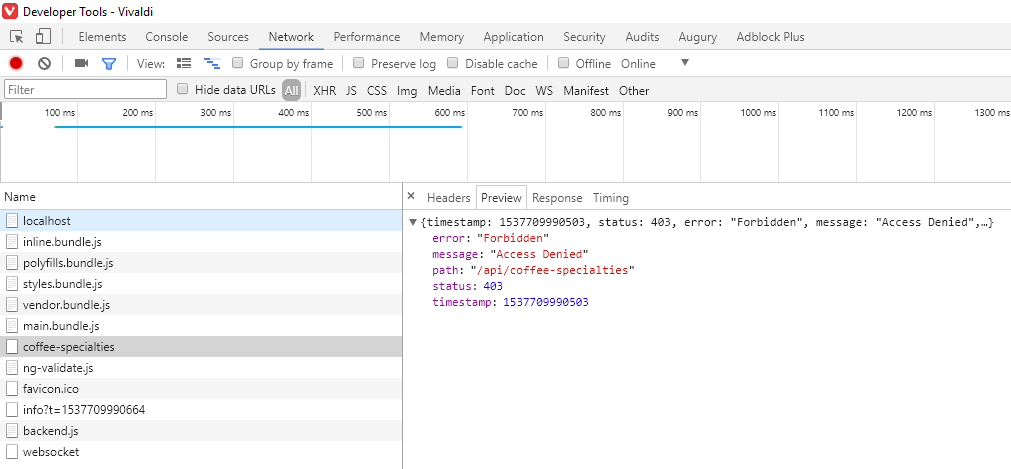 Developer Tools - Vivaldi
Elements Console Sources Network Performance Memory Application Security Audits Augury Adblock Plus
View: Group by frame Preserve log Disable cache Offline Online
Filter Hide data URLs All XHR JS CSS Img Media Font Doc WS Manifest Other
100 ms 200 ms 300 ms 400 ms 500 ms 600 ms 700 ms 800 ms 900 ms 1000 ms 1100 ms 1200 ms 1300 ms
Name
localhost
inline.bundle.js
polyfills.bundle.js
styles.bundle.js
vendor.bundle.js
main.bundle.js
coffee-specialties
ng-validate.js
favicon.ico
info?t=1537709990664
backend.js
websocket
× Headers Preview Response Timing
▼{timestamp: 1537709990503, status: 403, error: "Forbidden", message: "Access Denied",…}
error: "Forbidden"
message: "Access Denied"
path: "/api/coffee-specialties"
status: 403
timestamp: 1537709990503